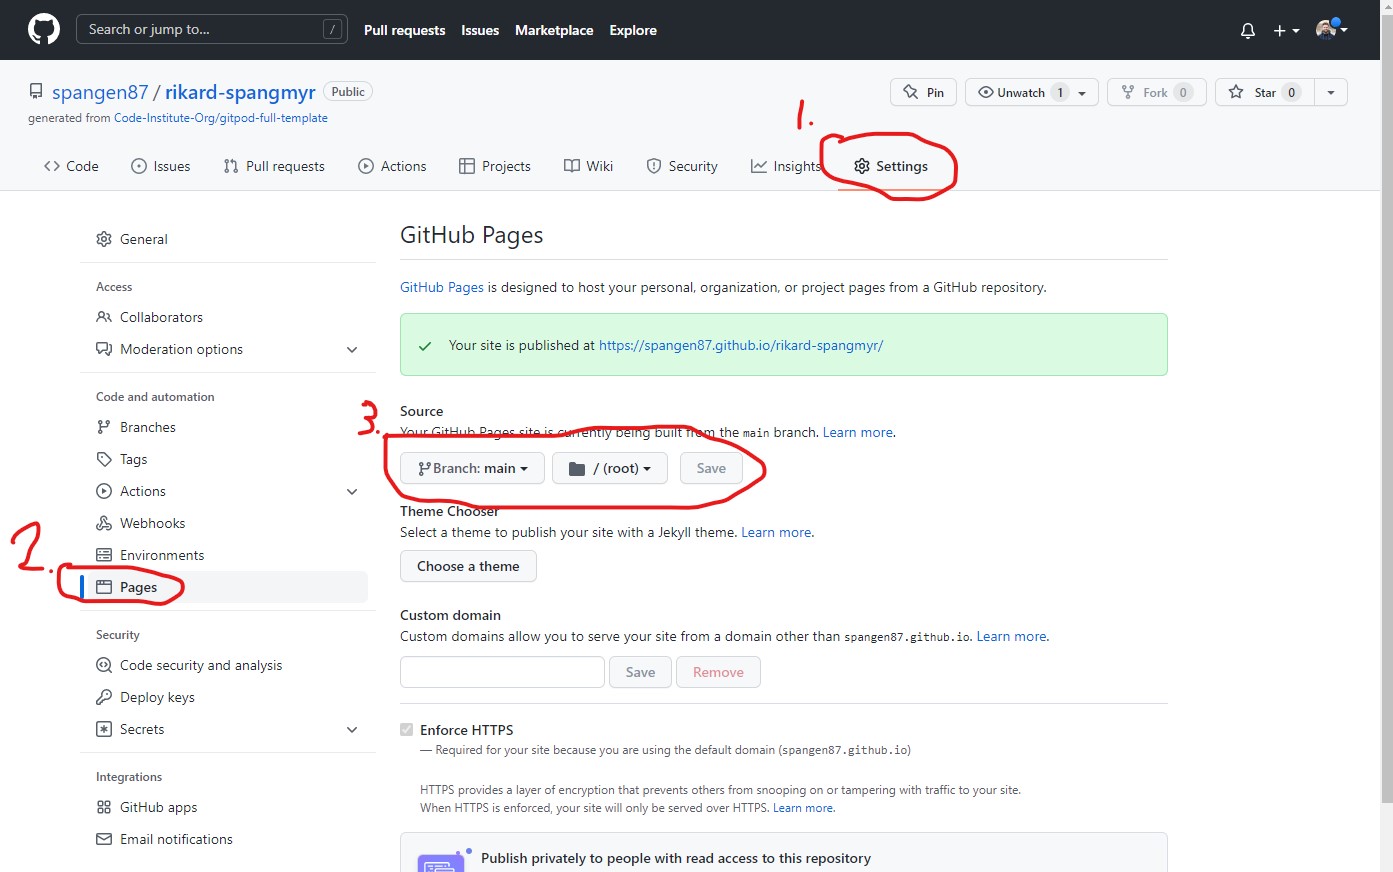 Search or jump to... /
Pull requests Issues Marketplace Explore
spangen87 / rikard-spangmyr Public
generated from Code-Institute-Org/gitpod-full-template
Pin Unwatch 1 Fork 0 Star 0
1.
Code Issues Pull requests Actions Projects Wiki Security Insights Settings
General
Access
Collaborators
Moderation options
Code and automation
Branches
Tags
Actions
Webhooks
Environments
2.
Pages
Security
Code security and analysis
Deploy keys
Secrets
Integrations
GitHub apps
Email notifications
GitHub Pages
GitHub Pages is designed to host your personal, organization, or project pages from a GitHub repository.
Your site is published at https://spangen87.github.io/rikard-spangmyr/
Source
3.
Your GitHub Pages site is currently being built from the main branch. Learn more.
Branch: main / (root) Save
Theme Chooser
Select a theme to publish your site with a Jekyll theme. Learn more.
Choose a theme
Custom domain
Custom domains allow you to serve your site from a domain other than spangen87.github.io. Learn more.
Save Remove
Enforce HTTPS
— Required for your site because you are using the default domain (spangen87.github.io)
HTTPS provides a layer of encryption that prevents others from snooping on or tampering with traffic to your site.
When HTTPS is enforced, your site will only be served over HTTPS. Learn more.
Publish privately to people with read access to this repository